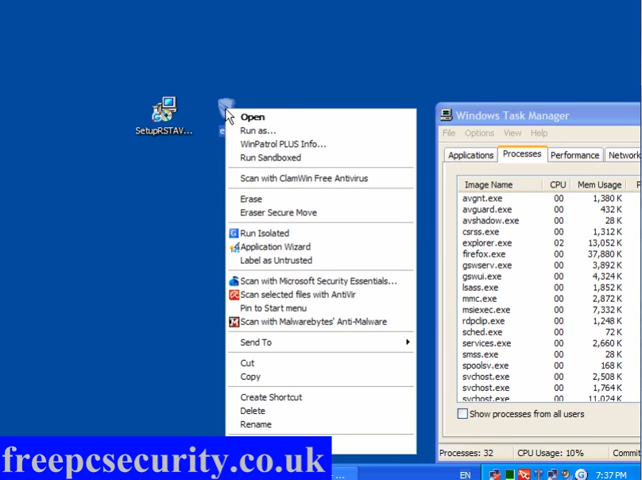 SetupRSTAV...
Open
Run as...
WinPatrol PLUS Info...
Run Sandboxed
Scan with ClamWin Free Antivirus
Erase
Eraser Secure Move
Run Isolated
Application Wizard
Label as Untrusted
Scan with Microsoft Security Essentials...
Scan selected files with AntiVir
Pin to Start menu
Scan with Malwarebytes' Anti-Malware
Send To
Cut
Copy
Create Shortcut
Delete
Rename
Windows Task Manager
File Options View Help
Applications Processes Performance Network
Image Name CPU Mem Usage
avgnt.exe 00 1,380 K
avguard.exe 00 432 K
avshadow.exe 00 28 K
csrss.exe 00 1,312 K
explorer.exe 02 13,052 K
firefox.exe 00 37,880 K
gswserv.exe 00 3,892 K
gswui.exe 00 4,324 K
lsass.exe 00 1,852 K
mmc.exe 00 2,872 K
msiexec.exe 00 7,332 K
rdpclip.exe 00 1,248 K
sched.exe 00 72 K
services.exe 00 2,660 K
smss.exe 00 28 K
spoolsv.exe 00 168 K
svchost.exe 00 2,508 K
svchost.exe 00 1,764 K
svchost.exe 00 11,024 K
Show processes from all users
Processes: 32 CPU Usage: 10% Commit
freepcsecurity.co.uk
EN 7:37 PM